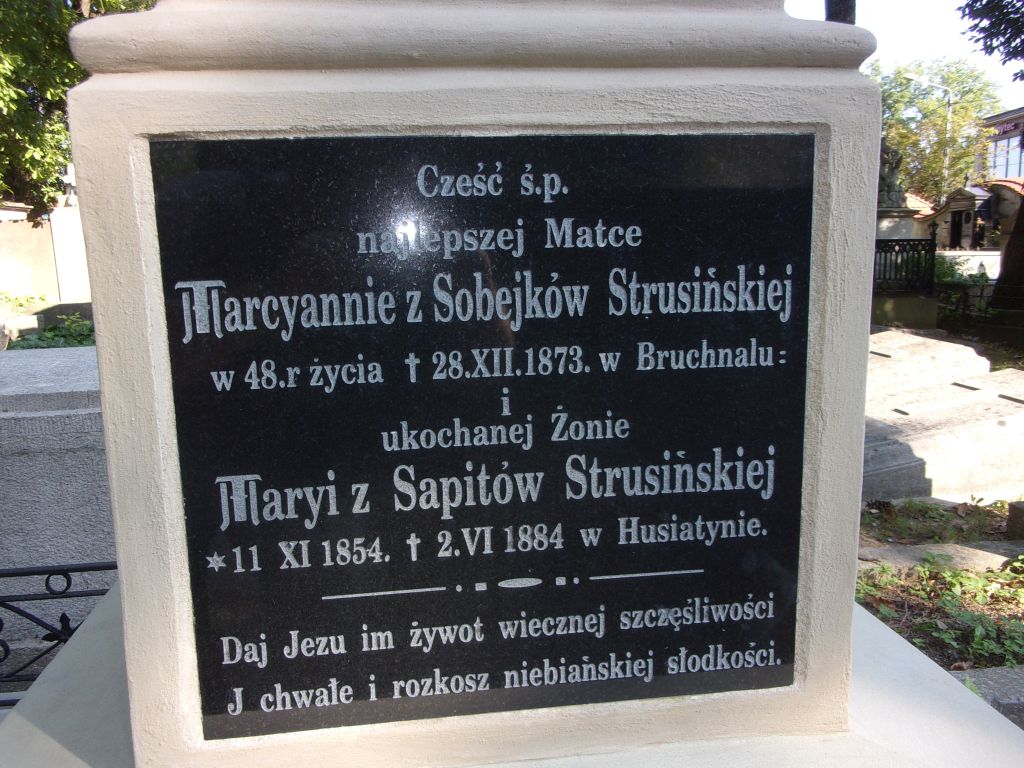 Cześć ś.p.
najlepszej Matce
Marcyannie z Sobejków Strusińskiej
w 48.r życia † 28.XII.1873. w Bruchnalu:
i
ukochanej Żonie
Maryi z Sapitów Strusińskiej
*11 XI 1854. † 2.VI 1884 w Husiatynie.
Daj Jezu im żywot wiecznej szczęśliwości
J chwałe i rozkosz niebiańskiej słodkości.